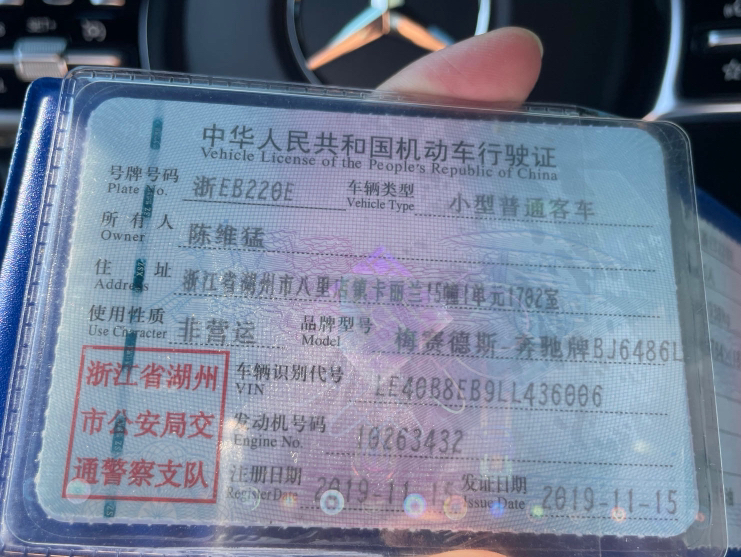 中华人民共和国机动车行驶证
Vehicle License of the People's Republic of China
号牌号码 浙EB220E 车辆类型 小型普通客车
Plate No. Vehicle Type
所有人 陈维猛
Owner
住址 浙江省湖州市八里店镇卡丽兰15幢1单元1702室
Address
使用性质 非营运 品牌型号 梅赛德斯-奔驰牌BJ6486L
Use Character Model
浙江省湖州
市公安局交
通警察支队
车辆识别代号 LE40B8EB9LL436006
VIN
发动机号码 10263432
Engine No.
注册日期 2019-11-15 发证日期 2019-11-15
Register Date Issue Date